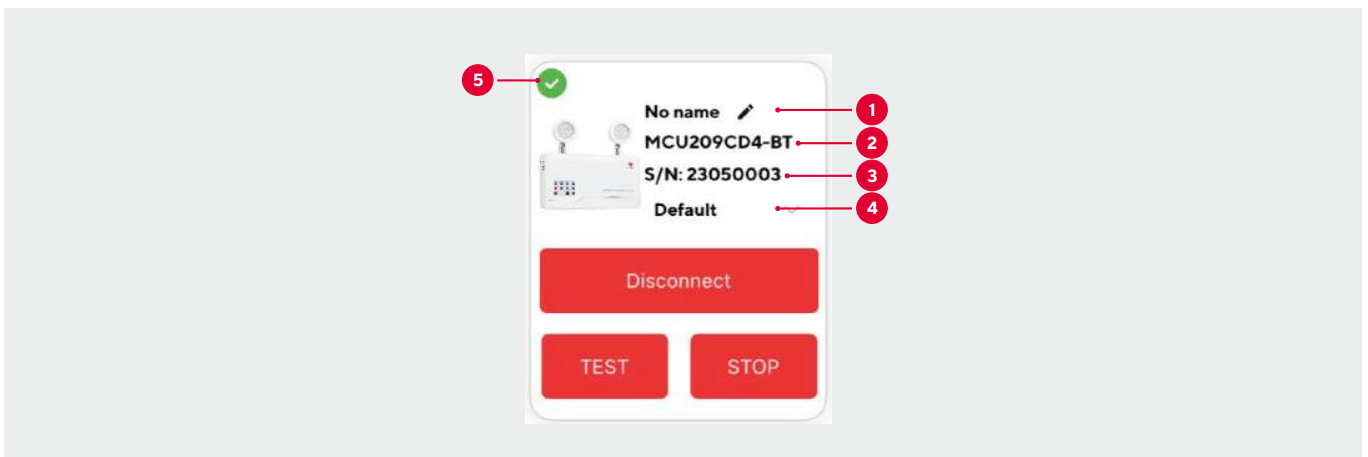 5
No name
1
MCU209CD4-BT
2
S/N: 23050003
3
Default
4
Disconnect
TEST STOP